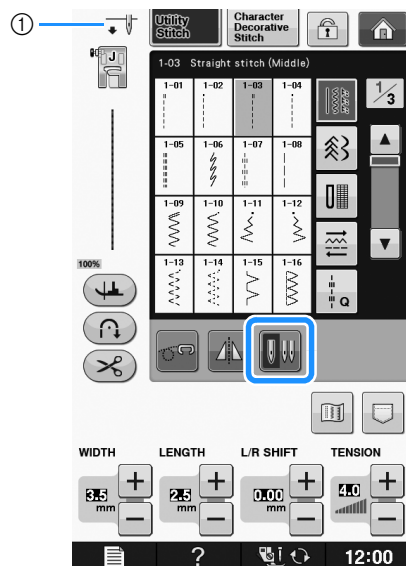 ①
Utility Stitch
Character Decorative Stitch
J
1-03 Straight stitch (Middle)
1/3
1-01 1-02 1-03 1-04
1-05 1-06 1-07 1-08
1-09 1-10 1-11 1-12
1-13 1-14 1-15 1-16
Q
100%
WIDTH LENGTH L/R SHIFT TENSION
3.5 mm 2.5 mm 0.00 mm 4.0
+ + + +
− − − −
? 12:00